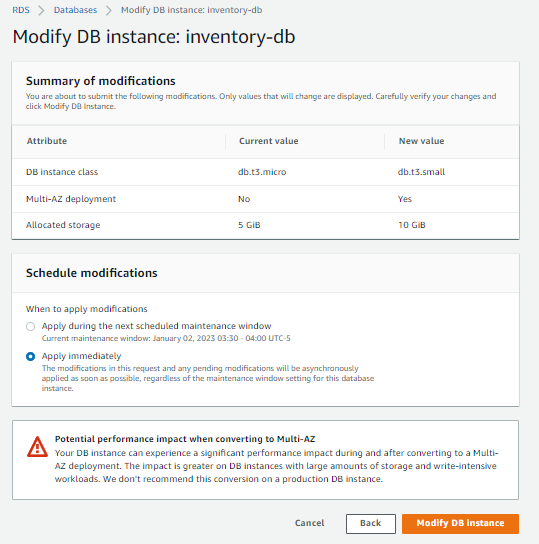 RDS > Databases > Modify DB instance: inventory-db
Modify DB instance: inventory-db
Summary of modifications
You are about to submit the following modifications. Only values that will change are displayed. Carefully verify your changes and
click Modify DB Instance.
Attribute Current value New value
DB instance class db.t3.micro db.t3.small
Multi-AZ deployment No Yes
Allocated storage 5 GiB 10 GiB
Schedule modifications
When to apply modifications
Apply during the next scheduled maintenance window
Current maintenance window: January 02, 2023 03:30 - 04:00 UTC-5
Apply immediately
The modifications in this request and any pending modifications will be asynchronously
applied as soon as possible, regardless of the maintenance window setting for this database
instance.
Potential performance impact when converting to Multi-AZ
Your DB instance can experience a significant performance impact during and after converting to a Multi-
AZ deployment. The impact is greater on DB instances with large amounts of storage and write-intensive
workloads. We don't recommend this conversion on a production DB instance.
Cancel Back Modify DB instance